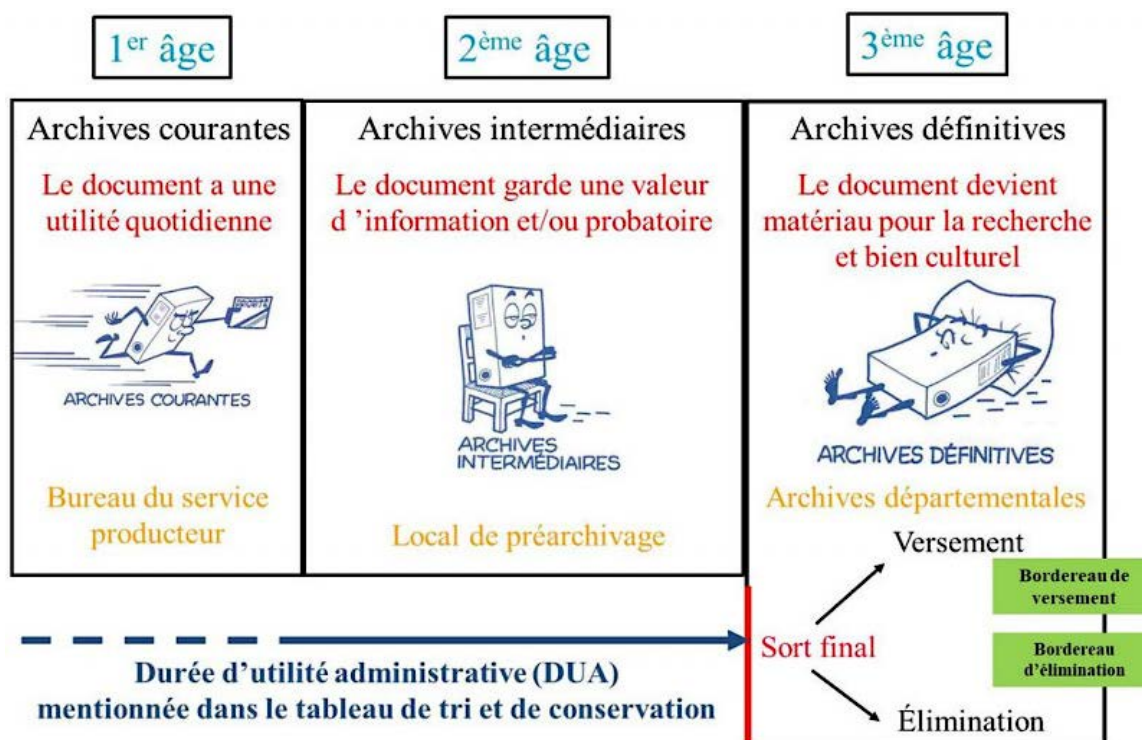 1er âge
2ème âge
3ème âge
Archives courantes
Le document a une
utilité quotidienne
ARCHIVES COURANTES
Bureau du service
producteur
Archives intermédiaires
Le document garde une valeur
d ’information et/ou probatoire
ARCHIVES
INTERMÉDIAIRES
Local de préarchivage
Archives définitives
Le document devient
matériau pour la recherche
et bien culturel
ARCHIVES DÉFINITIVES
Archives départementales
Versement
Bordereau de
versement
Sort final
Bordereau
d’élimination
Élimination
Durée d’utilité administrative (DUA)
mentionnée dans le tableau de tri et de conservation